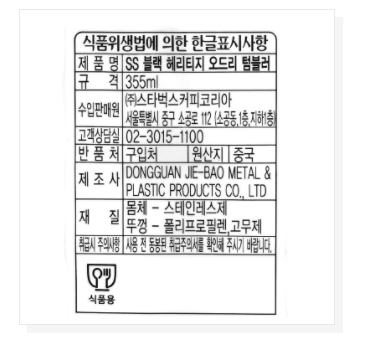 식품위생법에 의한 한글표시사항
제 품 명 SS 블랙 헤리티지 오드리 텀블러
규 격 355ml
수입판매원 ㈜스타벅스커피코리아
서울특별시 중구 소공로 112 (소공동,1층,지하1층)
고객상담실 02-3015-1100
반 품 처 구입처 원산지 중국
제 조 사 DONGGUAN JIE-BAO METAL &
PLASTIC PRODUCTS CO., LTD
재 질 몸체 - 스테인레스제
뚜껑 - 폴리프로필렌,고무제
취급시 주의사항 사용 전 동봉된 취급주의서를 확인해 주시기 바랍니다.
식품용